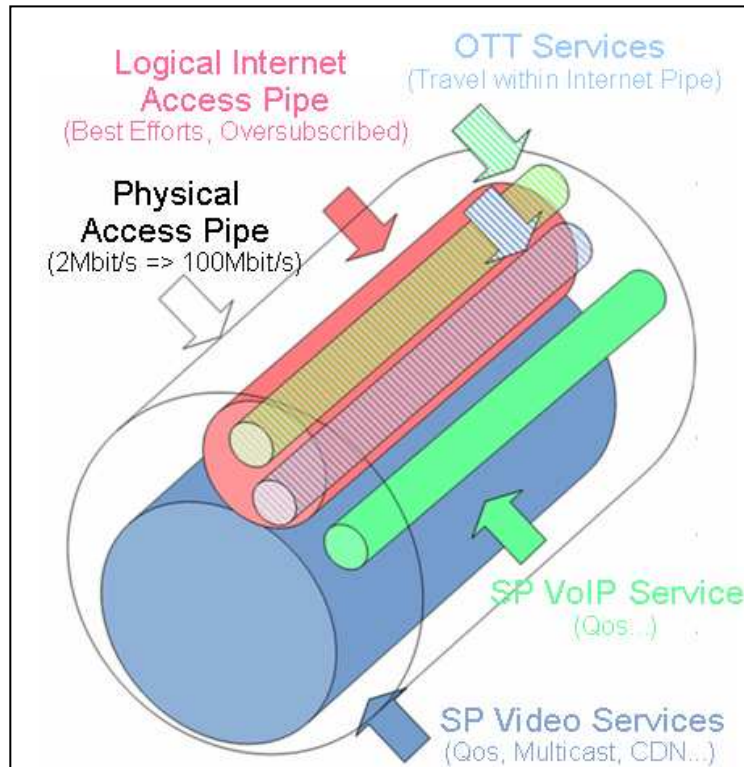 Logical Internet
Access Pipe
(Best Efforts, Oversubscribed)
OTT Services
(Travel within Internet Pipe)
Physical
Access Pipe
(2Mbit/s => 100Mbit/s)
SP VoIP Service
(Qos...)
SP Video Services
(Qos, Multicast, CDN...)